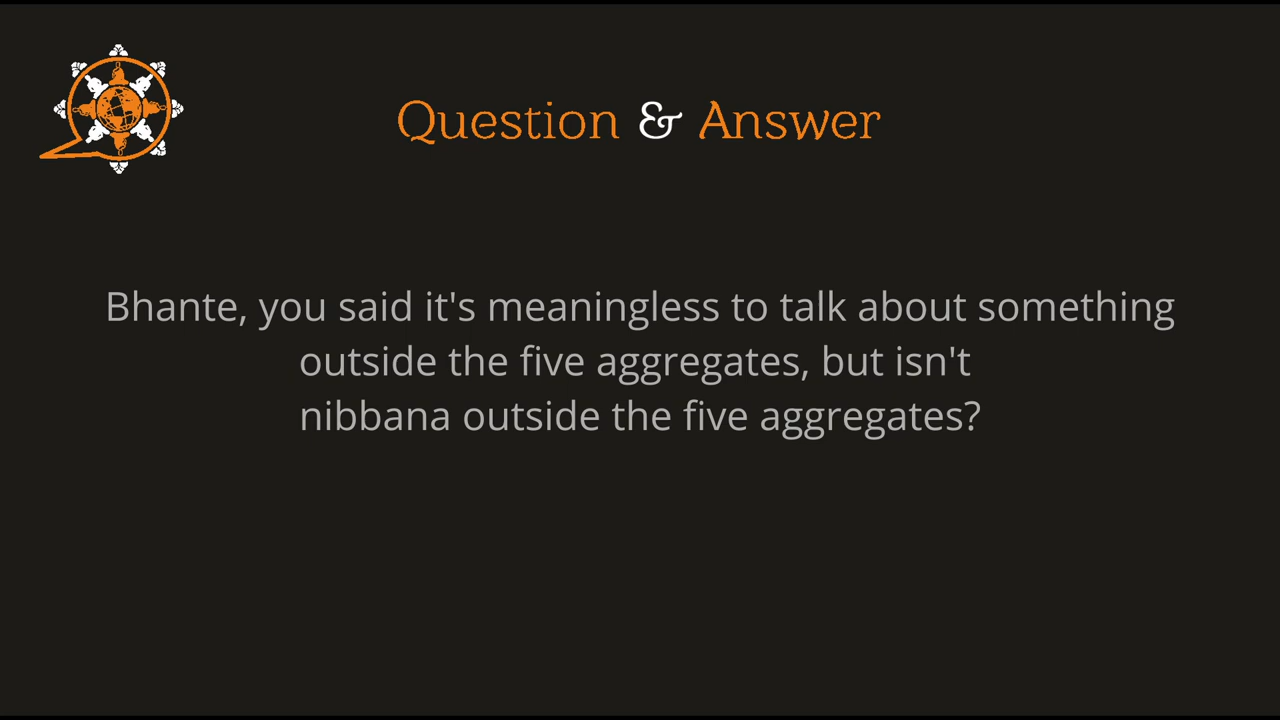 Question & Answer
Bhante, you said it's meaningless to talk about something
outside the five aggregates, but isn't
nibbana outside the five aggregates?